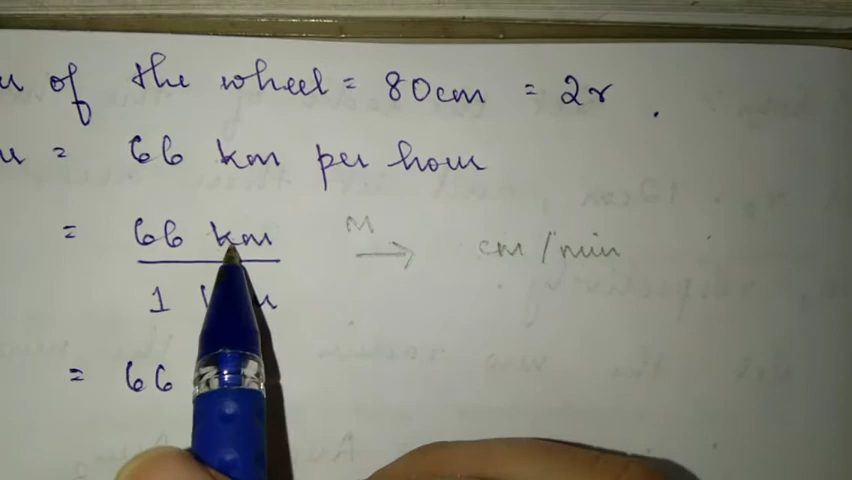 of the wheel = 80cm = 2r .
= 66 km per hour
= 66 km M → cm/min
1
= 66